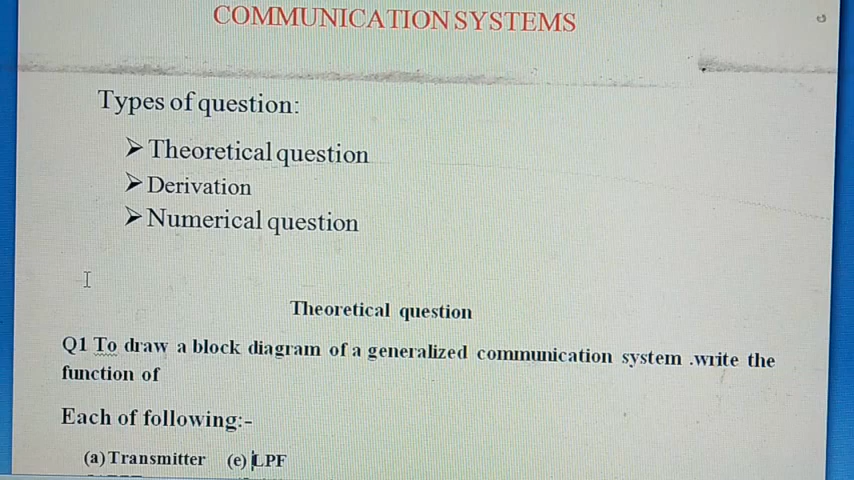 COMMUNICATION SYSTEMS
Types of question:
➢Theoretical question
➢Derivation
➢Numerical question
Theoretical question
Q1 To draw a block diagram of a generalized communication system .write the
function of
Each of following:-
(a)Transmitter (e) LPF